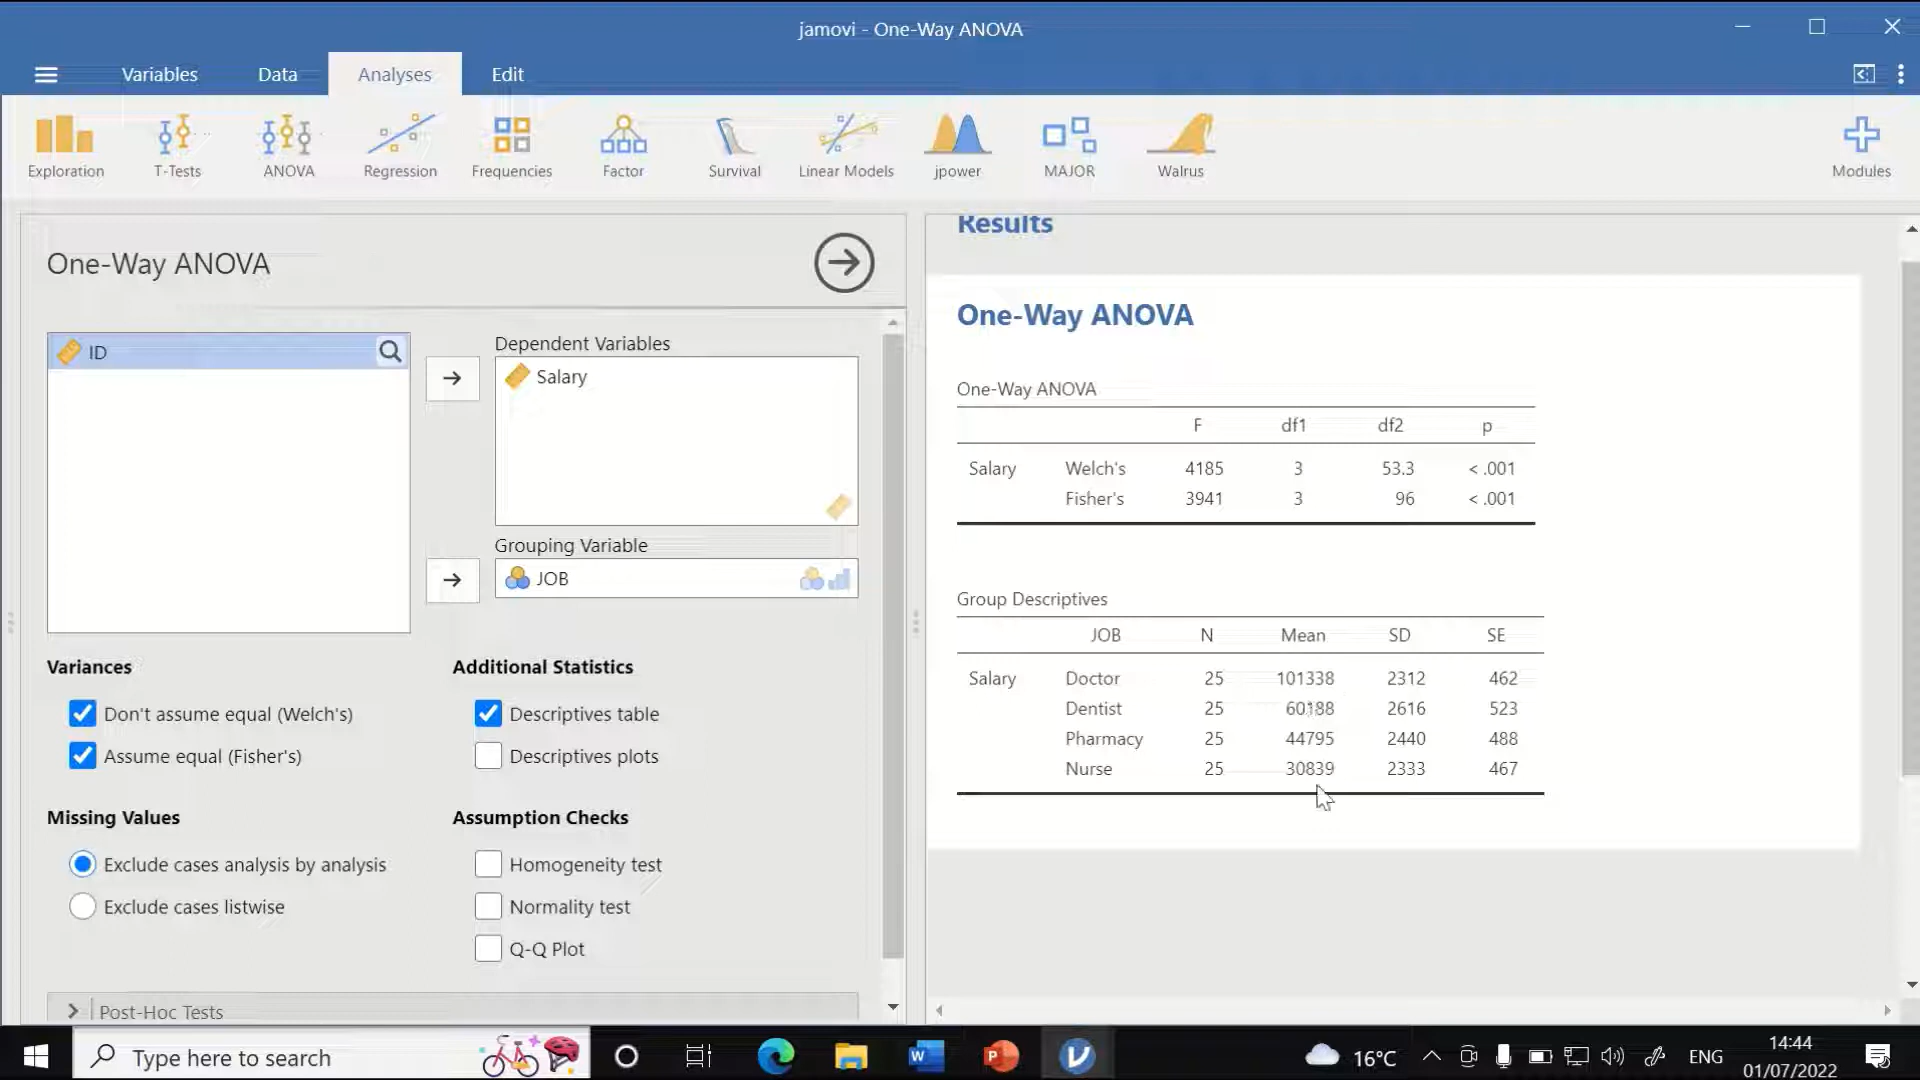 jamovi - One-Way ANOVA
Variables Data Analyses Edit
Exploration T-Tests ANOVA Regression Frequencies Factor Survival Linear Models jpower MAJOR Walrus Modules
One-Way ANOVA
ID
Dependent Variables
Salary
Grouping Variable
JOB
Variances
Don't assume equal (Welch's)
Assume equal (Fisher's)
Additional Statistics
Descriptives table
Descriptives plots
Missing Values
Exclude cases analysis by analysis
Exclude cases listwise
Assumption Checks
Homogeneity test
Normality test
Q-Q Plot
Post-Hoc Tests
Results
One-Way ANOVA
One-Way ANOVA
F df1 df2 p
Salary Welch's 4185 3 53.3 < .001
Fisher's 3941 3 96 < .001
Group Descriptives
JOB N Mean SD SE
Salary Doctor 25 101338 2312 462
Dentist 25 60188 2616 523
Pharmacy 25 44795 2440 488
Nurse 25 30839 2333 467
Type here to search
16°C
ENG
14:44
01/07/2022